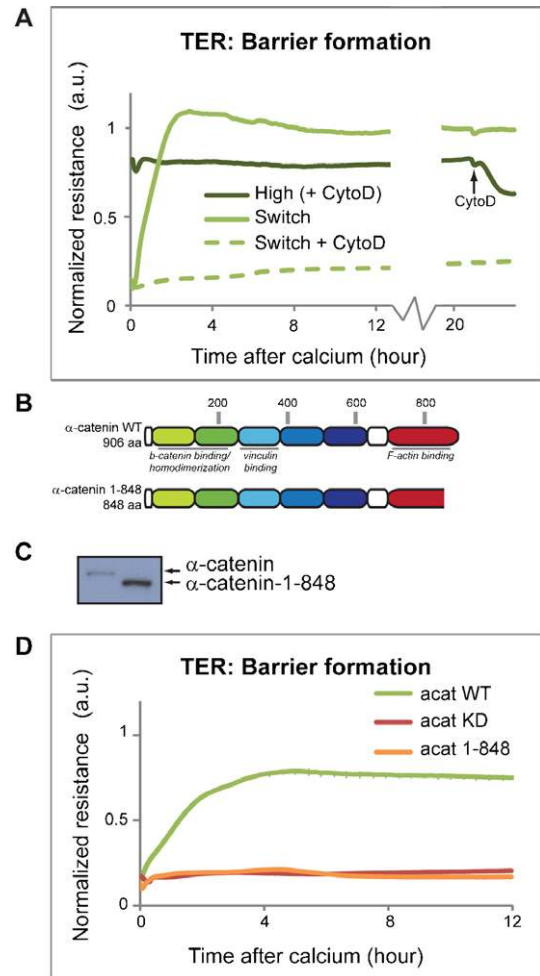 A
TER: Barrier formation
Normalized resistance (a.u.)
1
0.5
0
High (+ CytoD)
Switch
Switch + CytoD
CytoD
0 4 8 12 20
Time after calcium (hour)
B
200 400 600 800
α-catenin WT
906 aa
b-catenin binding/
homodimerization
vinculin
binding
F-actin binding
α-catenin 1-848
848 aa
C
α-catenin
α-catenin-1-848
D
TER: Barrier formation
Normalized resistance (a.u.)
1
0.5
0
acat WT
acat KD
acat 1-848
0 4 8 12
Time after calcium (hour)